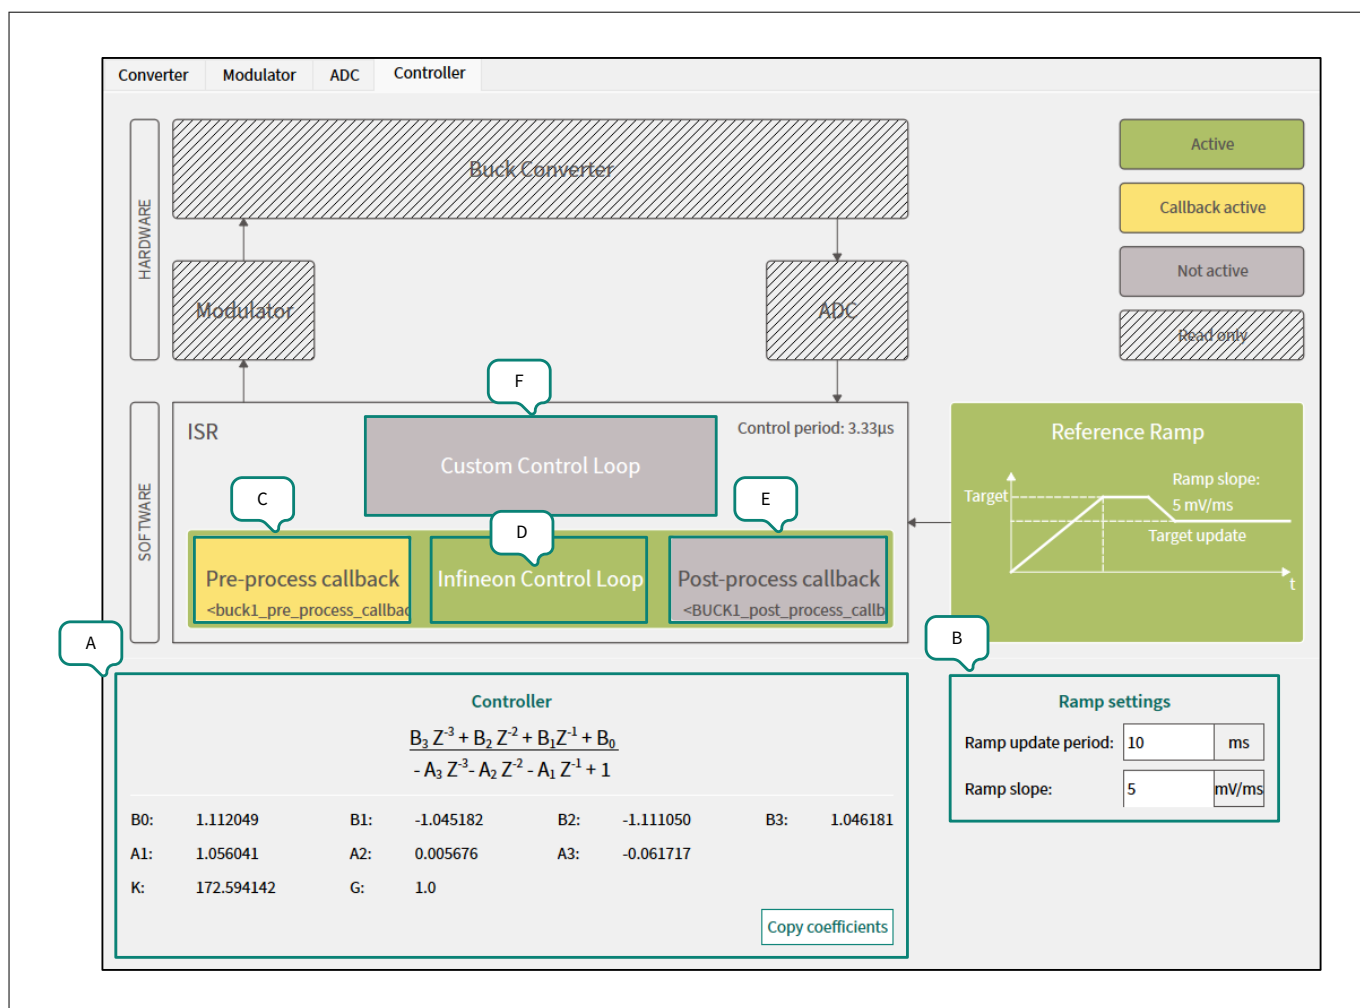 Converter Modulator ADC Controller
HARDWARE
Buck Converter
Active
Callback active
Not active
Read only
Modulator
ADC
F
SOFTWARE
ISR
Control period: 3.33µs
Custom Control Loop
C
E
D
Pre-process callback
<buck1_pre_process_callbac
Infineon Control Loop
Post-process callback
<BUCK1_post_process_callb
Reference Ramp
Target
Ramp slope:
5 mV/ms
Target update
t
A
B
Controller
B3 Z-3 + B2 Z-2 + B1Z-1 + B0
- A3 Z-3- A2 Z-2 - A1 Z-1 + 1
B0: 1.112049 B1: -1.045182 B2: -1.111050 B3: 1.046181
A1: 1.056041 A2: 0.005676 A3: -0.061717
K: 172.594142 G: 1.0
Copy coefficients
Ramp settings
Ramp update period: 10 ms
Ramp slope: 5 mV/ms